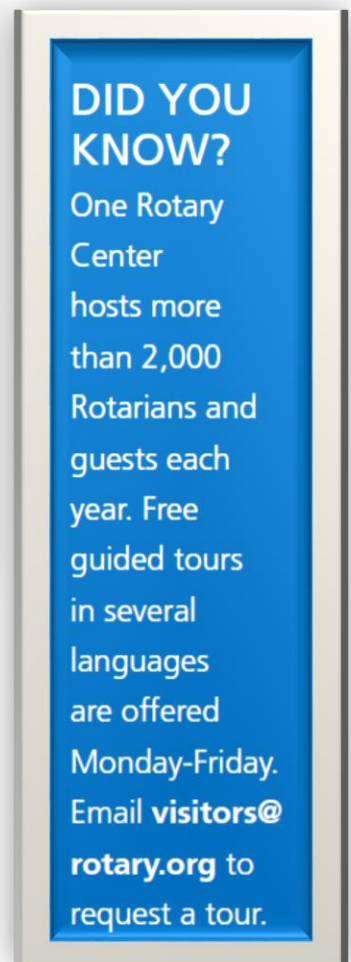 DID YOU
KNOW?
One Rotary
Center
hosts more
than 2,000
Rotarians and
guests each
year. Free
guided tours
in several
languages
are offered
Monday-Friday.
Email visitors@
rotary.org to
request a tour.